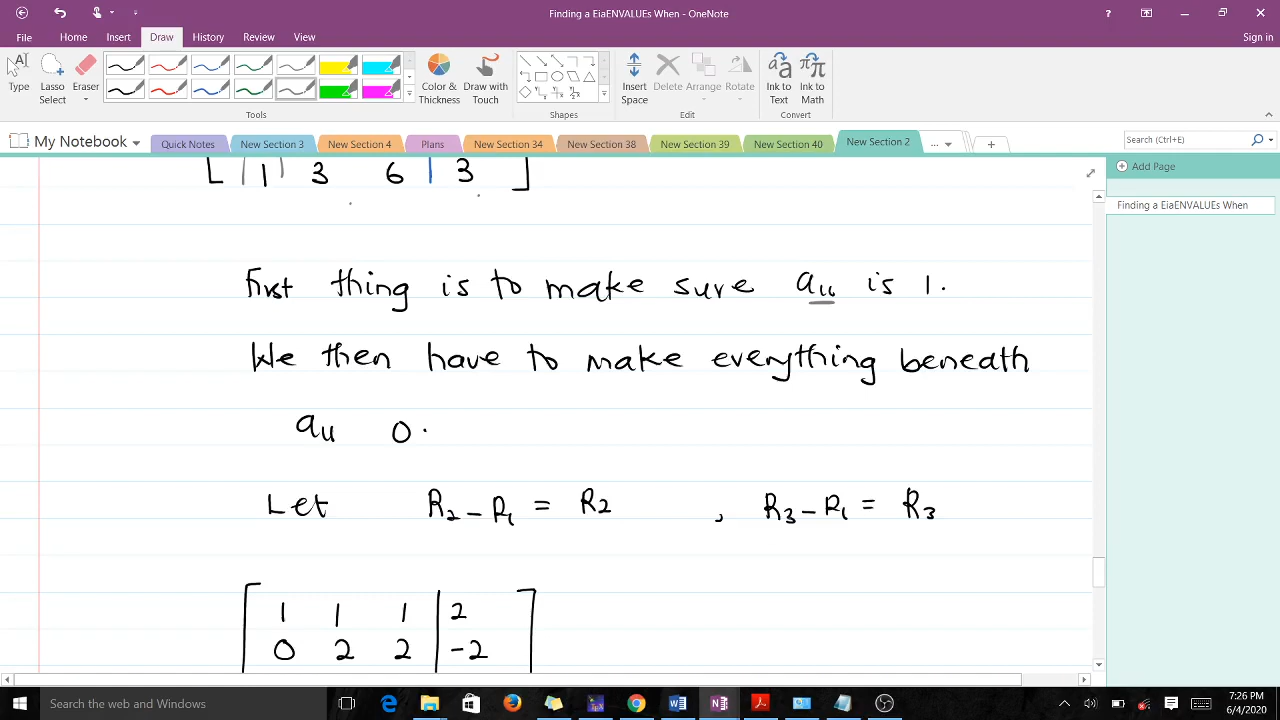 Finding a EiaENVALUEs When - OneNote
File Home Insert Draw History Review View
Sign in
Type
Lasso Select
Eraser
Color & Thickness
Draw with Touch
Insert Space
Delete
Arrange
Rotate
Ink to Text
Ink to Math
Tools
Shapes
Edit
Convert
My Notebook
Quick Notes
New Section 3
New Section 4
Plans
New Section 34
New Section 38
New Section 39
New Section 40
New Section 2
...
Search (Ctrl+E)
Add Page
Finding a EiaENVALUEs When
[ 1 3 6 | 3 ]
First thing is to make sure a11 is 1.
We then have to make everything beneath
a11 0.
Let R2 - R1 = R2 , R3 - R1 = R3
1 1 1 | 2
0 2 2 | -2
Search the web and Windows
7:26 PM
6/4/2020